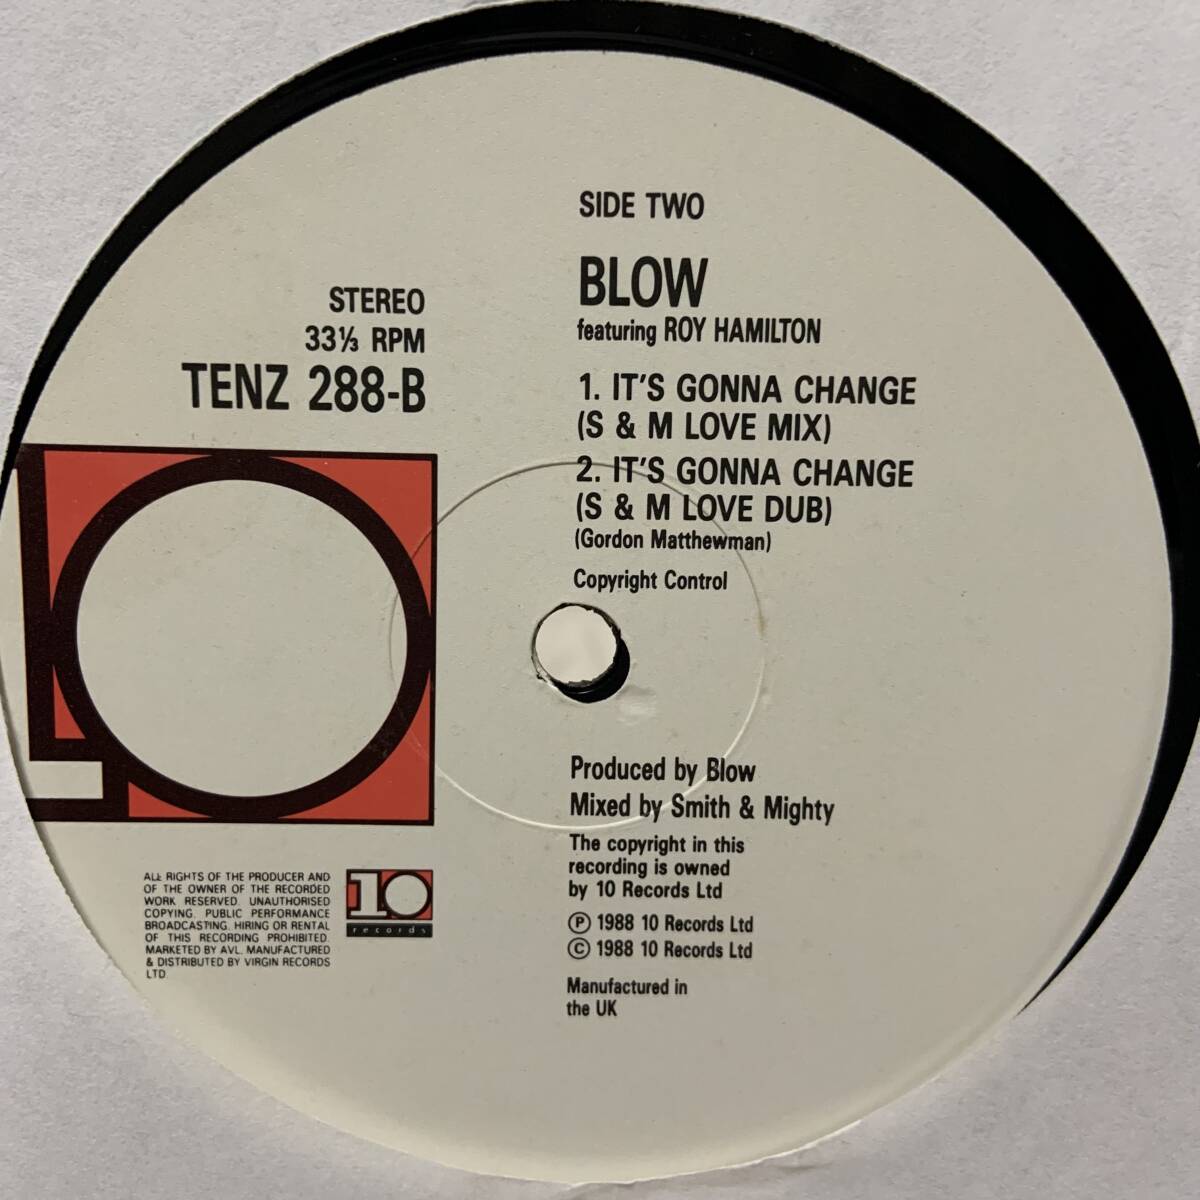 SIDE TWO
BLOW
featuring ROY HAMILTON
STEREO
33⅓ RPM
TENZ 288-B
1. IT'S GONNA CHANGE
(S & M LOVE MIX)
2. IT'S GONNA CHANGE
(S & M LOVE DUB)
(Gordon Matthewman)
Copyright Control
10
Produced by Blow
Mixed by Smith & Mighty
The copyright in this
recording is owned
by 10 Records Ltd
Ⓟ 1988 10 Records Ltd
© 1988 10 Records Ltd
Manufactured in
the UK
ALL RIGHTS OF THE PRODUCER AND
OF THE OWNER OF THE RECORDED
WORK RESERVED. UNAUTHORISED
COPYING, PUBLIC PERFORMANCE
BROADCASTING, HIRING OR RENTAL
OF THIS RECORDING PROHIBITED.
MARKETED BY AVL. MANUFACTURED
& DISTRIBUTED BY VIRGIN RECORDS
LTD
10
records